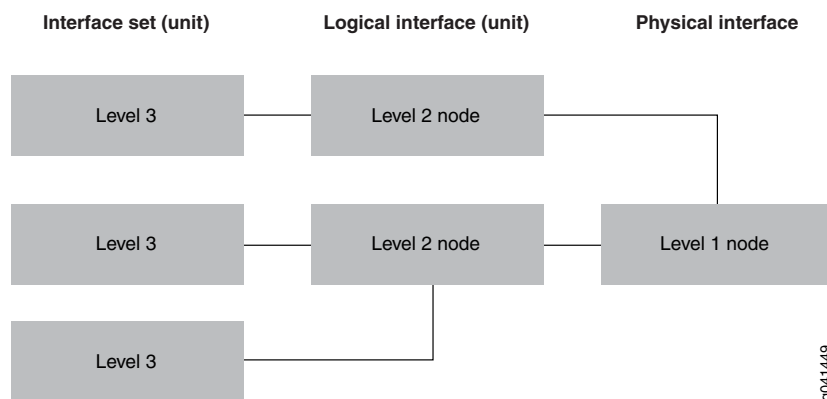 Interface set (unit) Logical interface (unit) Physical interface
Level 3 Level 2 node
Level 3 Level 2 node Level 1 node
Level 3
g041449